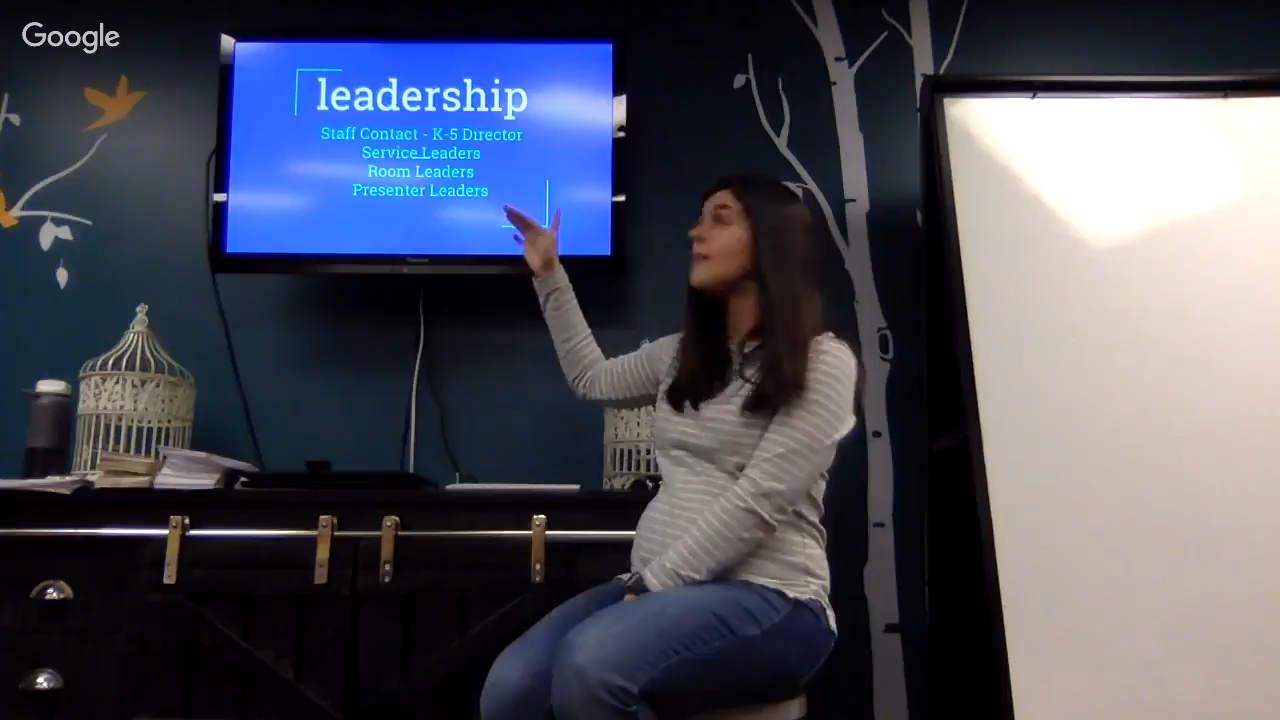 Google
leadership
Staff Contact - K-5 Director
Service Leaders
Room Leaders
Presenter Leaders